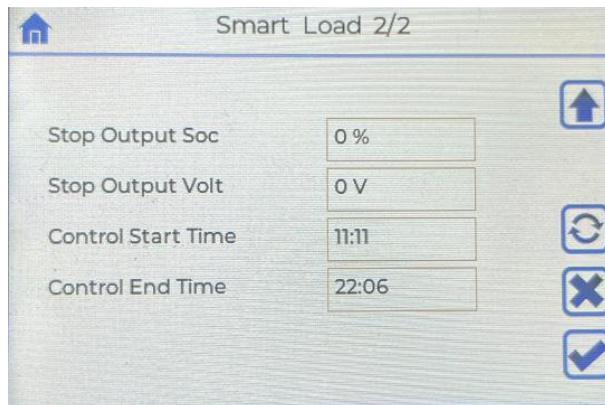 Smart Load 2/2
Stop Output Soc 0 %
Stop Output Volt 0 V
Control Start Time 11:11
Control End Time 22:06